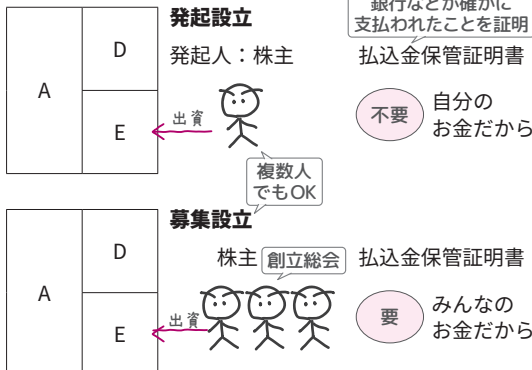 発起設立
銀行などが確かに
支払われたことを証明
D
発起人：株主
払込金保管証明書
A
出資
不要
自分の
お金だから
E
複数人
でもOK
募集設立
D
株主
創立総会
払込金保管証明書
A
出資
要
みんなの
お金だから
E